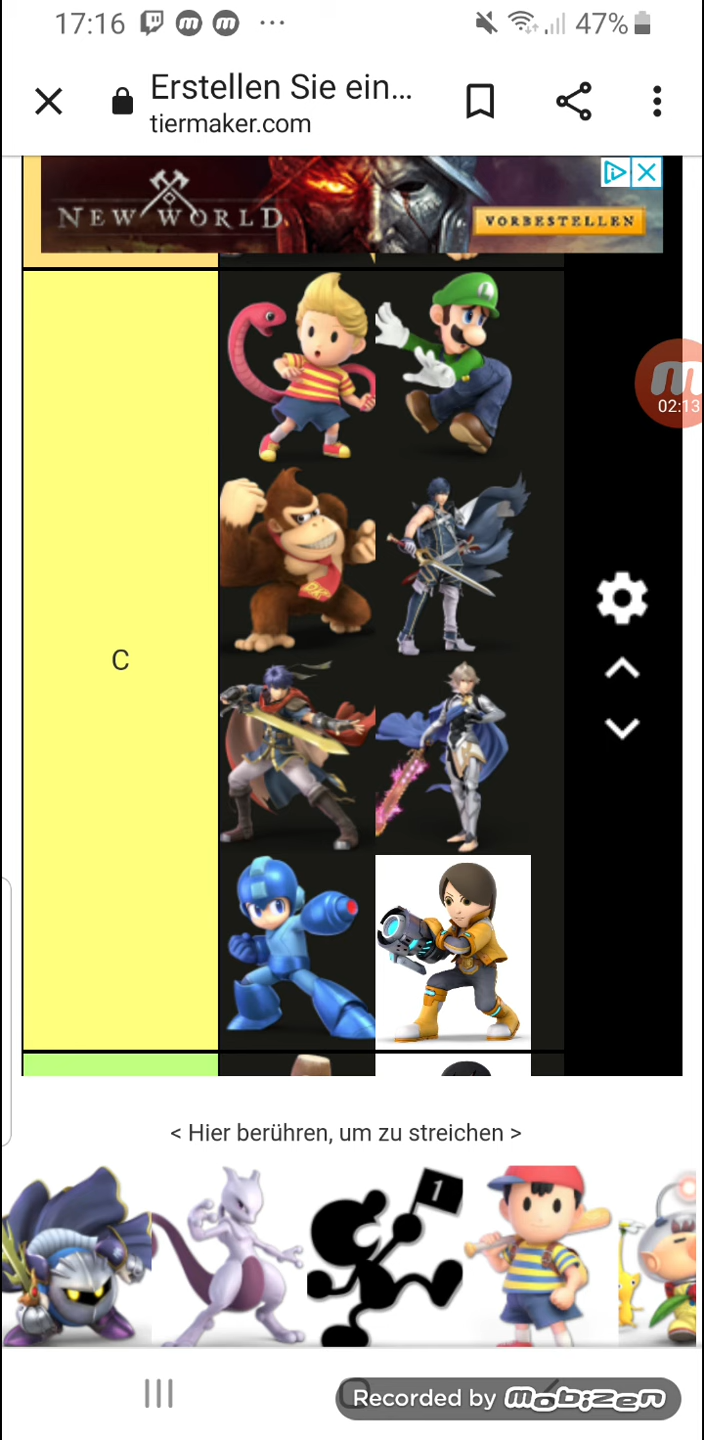 17:16
47%
Erstellen Sie ein...
tiermaker.com
NEW WORLD
VORBESTELLEN
L
02:13
DK
C
< Hier berühren, um zu streichen >
1
Recorded by mobizen